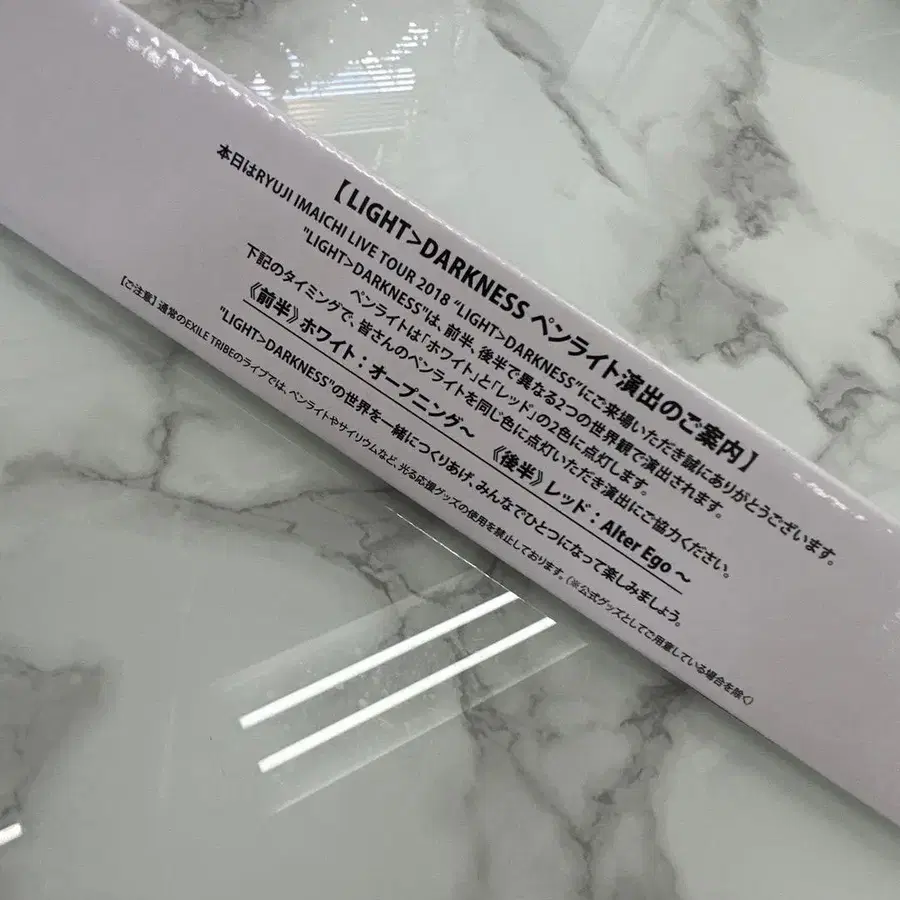 【LIGHT>DARKNESS ペンライト演出のご案内】
本日はRYUJI IMAICHI LIVE TOUR 2018 “LIGHT>DARKNESS”にご来場いただき誠にありがとうございます。
"LIGHT>DARKNESS"は、前半、後半で異なる2つの世界観で演出されます。
ペンライトは「ホワイト」と「レッド」の2色に点灯します。
下記のタイミングで、皆さんのペンライトを同じ色に点灯いただき演出にご協力ください。
《前半》ホワイト：オープニング～ 《後半》レッド：Alter Ego～
"LIGHT>DARKNESS"の世界を一緒につくりあげ、みんなでひとつになって楽しみましょう。
【ご注意】通常のEXILE TRIBEのライブでは、ペンライトやサイリウムなど、光る応援グッズの使用を禁止しております。（※公式グッズとしてご用意している場合を除く）